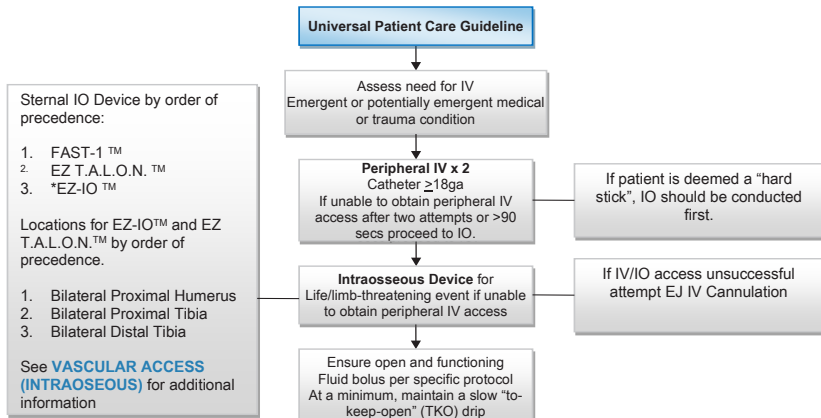 Universal Patient Care Guideline
Assess need for IV
Emergent or potentially emergent medical
or trauma condition
Peripheral IV x 2
Catheter >18ga
If unable to obtain peripheral IV
access after two attempts or >90
secs proceed to IO.
If patient is deemed a “hard
stick”, IO should be conducted
first.
Intraosseous Device for
Life/limb-threatening event if unable
to obtain peripheral IV access
If IV/IO access unsuccessful
attempt EJ IV Cannulation
Ensure open and functioning
Fluid bolus per specific protocol
At a minimum, maintain a slow “to-
keep-open” (TKO) drip
Sternal IO Device by order of
precedence:
1. FAST-1 TM
2. EZ T.A.L.O.N. TM
3. *EZ-IO TM
Locations for EZ-IO™ and EZ
T.A.L.O.N.™ by order of
precedence.
1. Bilateral Proximal Humerus
2. Bilateral Proximal Tibia
3. Bilateral Distal Tibia
See VASCULAR ACCESS
(INTRAOSEOUS) for additional
information